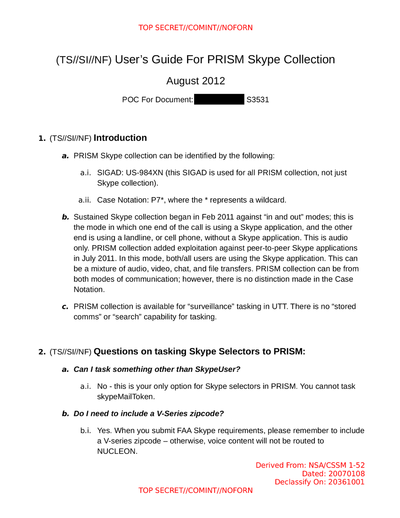 TOP SECRET//COMINT//NOFORN
(TS//SI//NF) User's Guide For PRISM Skype Collection
August 2012
POC For Document: S3531
1. (TS//SI//NF) Introduction
a. PRISM Skype collection can be identified by the following:
a.i. SIGAD: US-984XN (this SIGAD is used for all PRISM collection, not just
Skype collection).
a.ii. Case Notation: P7*, where the * represents a wildcard.
b. Sustained Skype collection began in Feb 2011 against "in and out" modes; this is
the mode in which one end of the call is using a Skype application, and the other
end is using a landline, or cell phone, without a Skype application. This is audio
only. PRISM collection added exploitation against peer-to-peer Skype applications
in July 2011. In this mode, both/all users are using the Skype application. This can
be a mixture of audio, video, chat, and file transfers. PRISM collection can be from
both modes of communication; however, there is no distinction made in the Case
Notation.
c. PRISM collection is available for "surveillance" tasking in UTT. There is no "stored
comms" or "search" capability for tasking.
2. (TS//SI//NF) Questions on tasking Skype Selectors to PRISM:
a. Can I task something other than SkypeUser?
a.i. No - this is your only option for Skype selectors in PRISM. You cannot task
skypeMailToken.
b. Do I need to include a V-Series zipcode?
b.i. Yes. When you submit FAA Skype requirements, please remember to include
a V-series zipcode – otherwise, voice content will not be routed to
NUCLEON.
Derived From: NSA/CSSM 1-52
Dated: 20070108
Declassify On: 20361001
TOP SECRET//COMINT//NOFORN